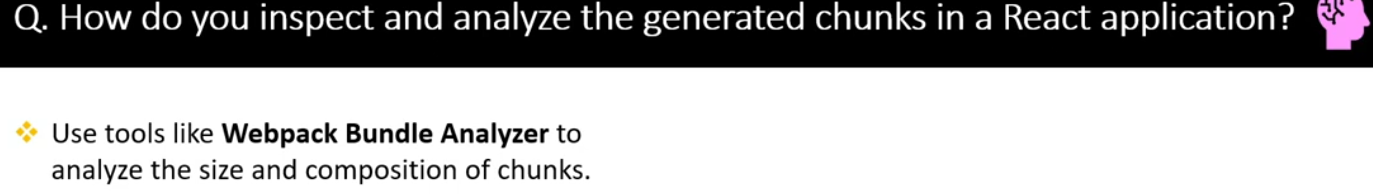 Q. How do you inspect and analyze the generated chunks in a React application?
Use tools like Webpack Bundle Analyzer to
analyze the size and composition of chunks.